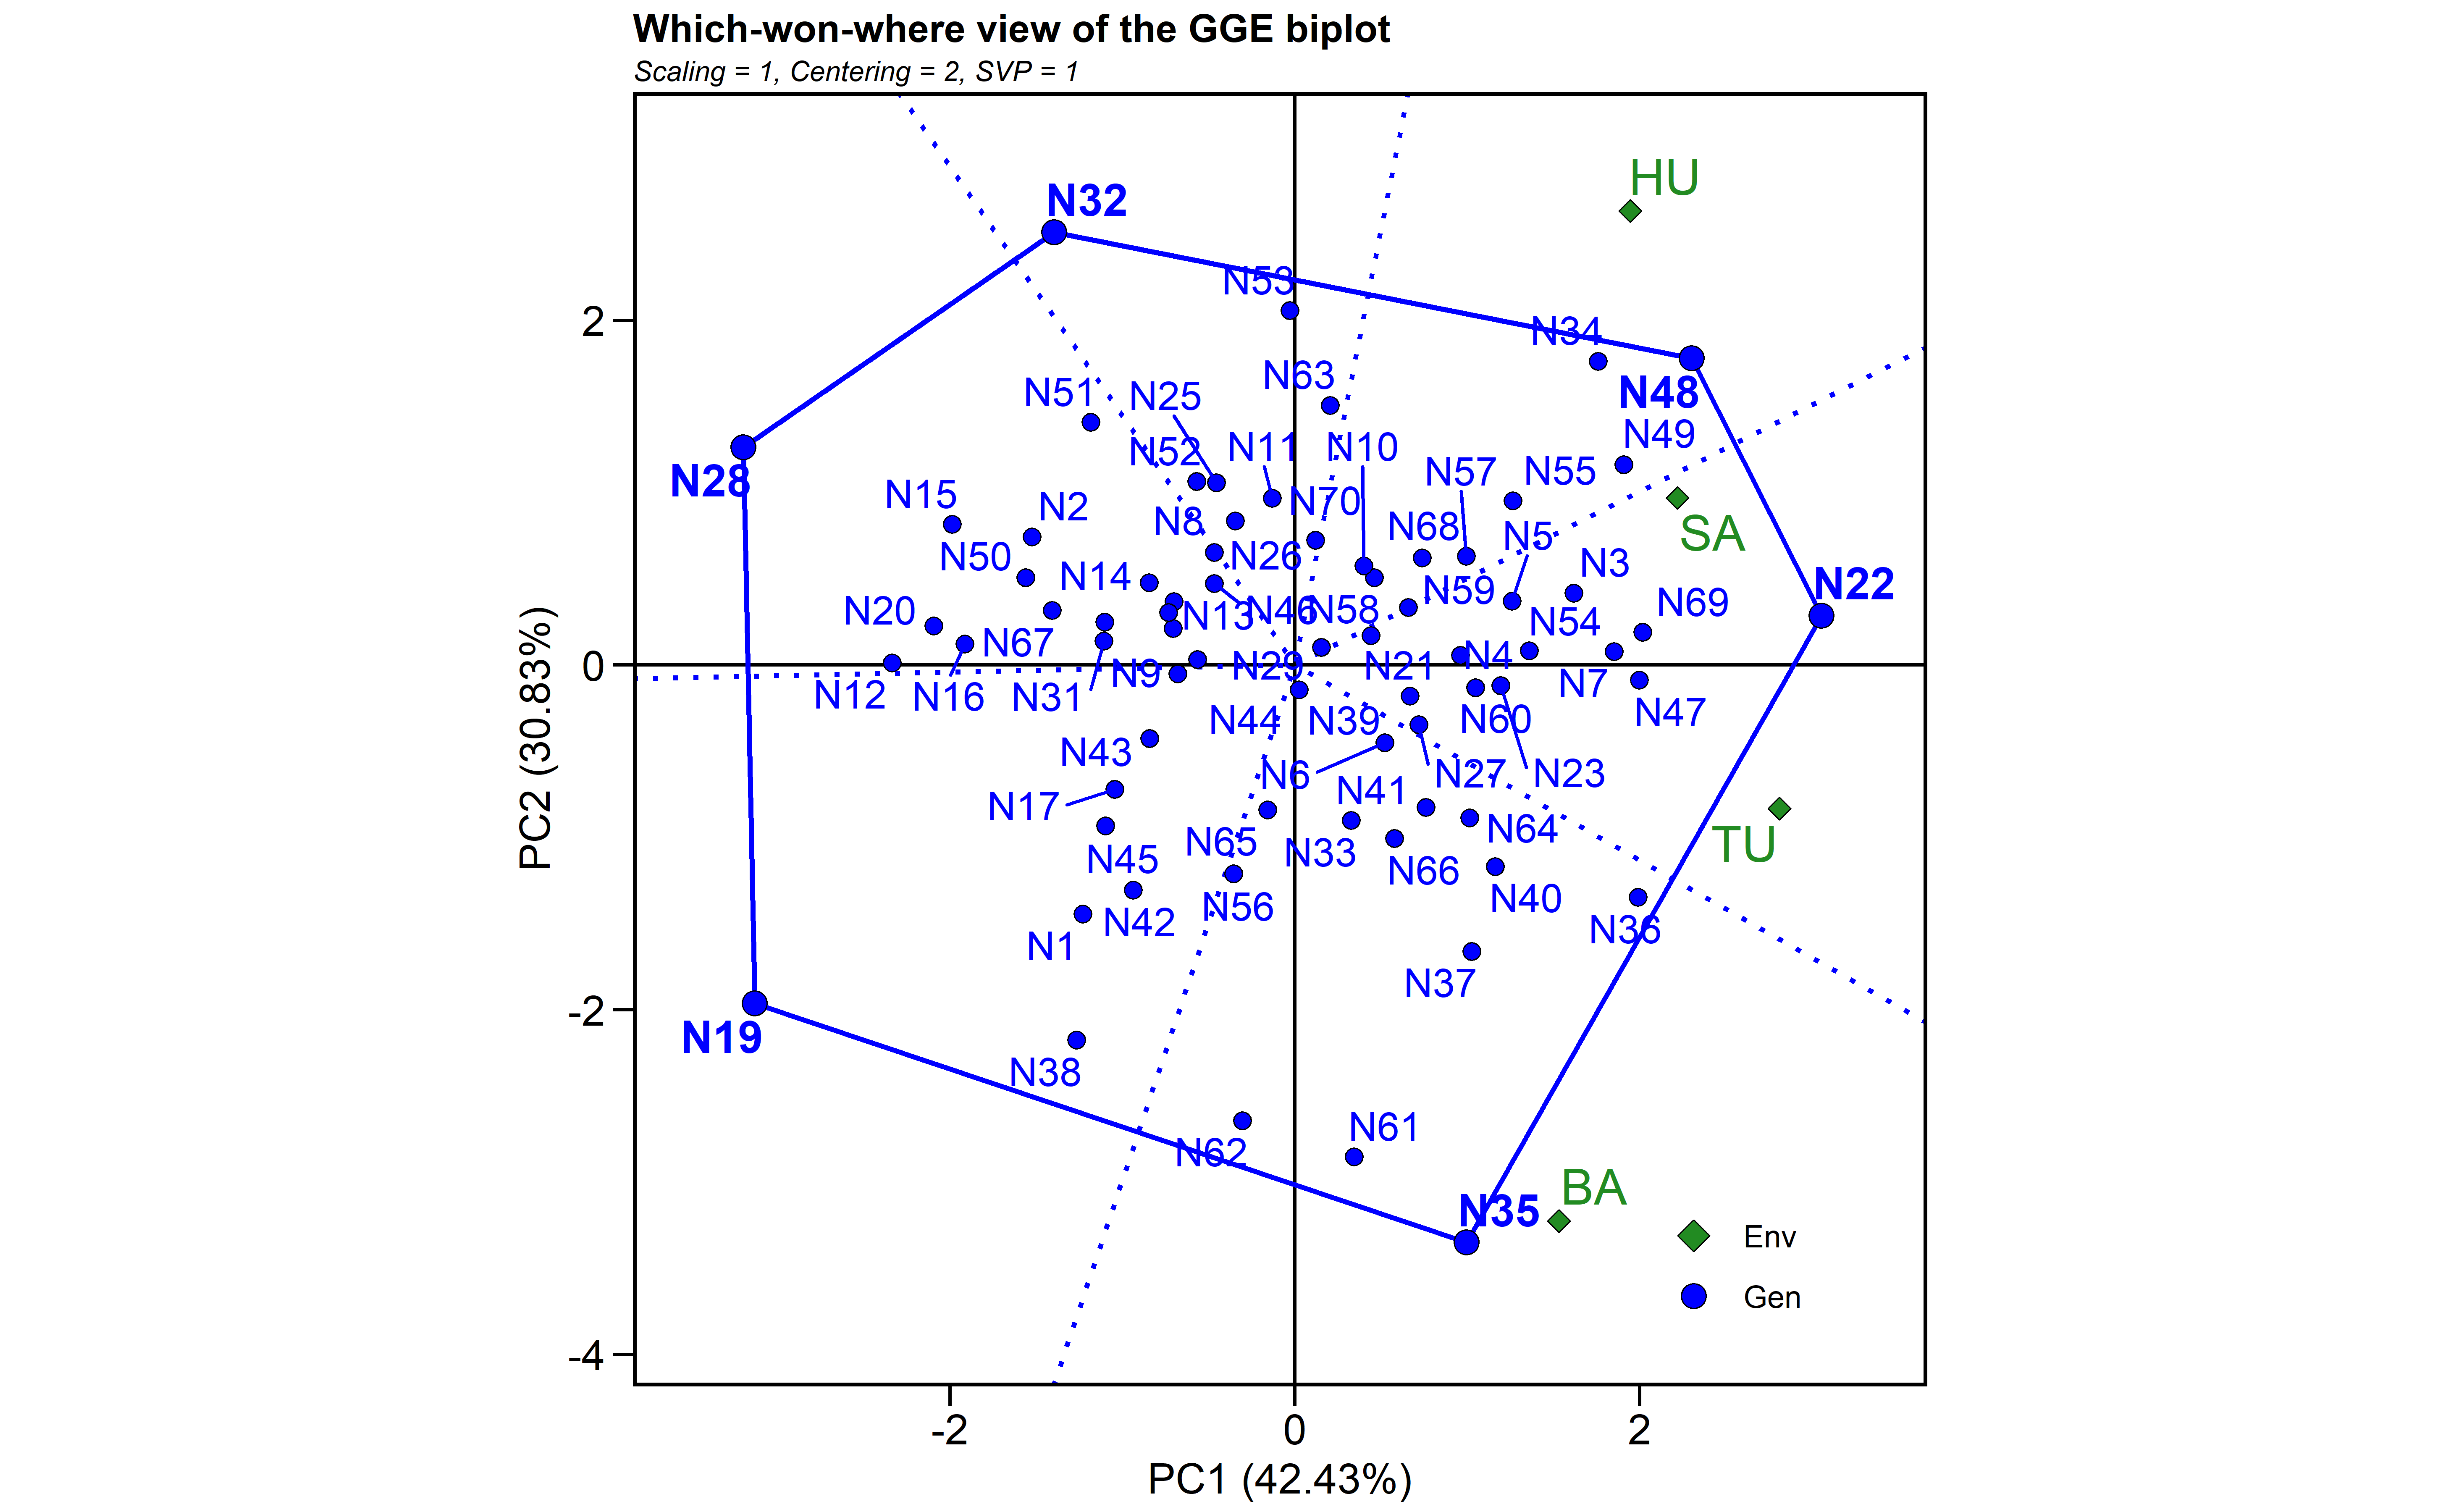 Which-won-where view of the GGE biplot
Scaling = 1, Centering = 2, SVP = 1
HU
N32
N53
N34
N63
N48
N51
N25
N49
N52
N11
N10
N57
N55
N28
N15
N2
N8
N70
N68
N5
SA
N50
N14
N26
N59
N3
N22
N20
N13
N46
N58
N54
N69
N67
N9
N29
N21
N4
N7
N12
N16
N31
N44
N39
N60
N47
N43
N6
N27
N23
N17
N41
N65
N33
N64
TU
N45
N66
N56
N40
N42
N36
N1
N37
N19
N38
N62
N61
BA
N35
Env
Gen
2
0
-2
-4
-2
0
2
PC2 (30.83%)
PC1 (42.43%)